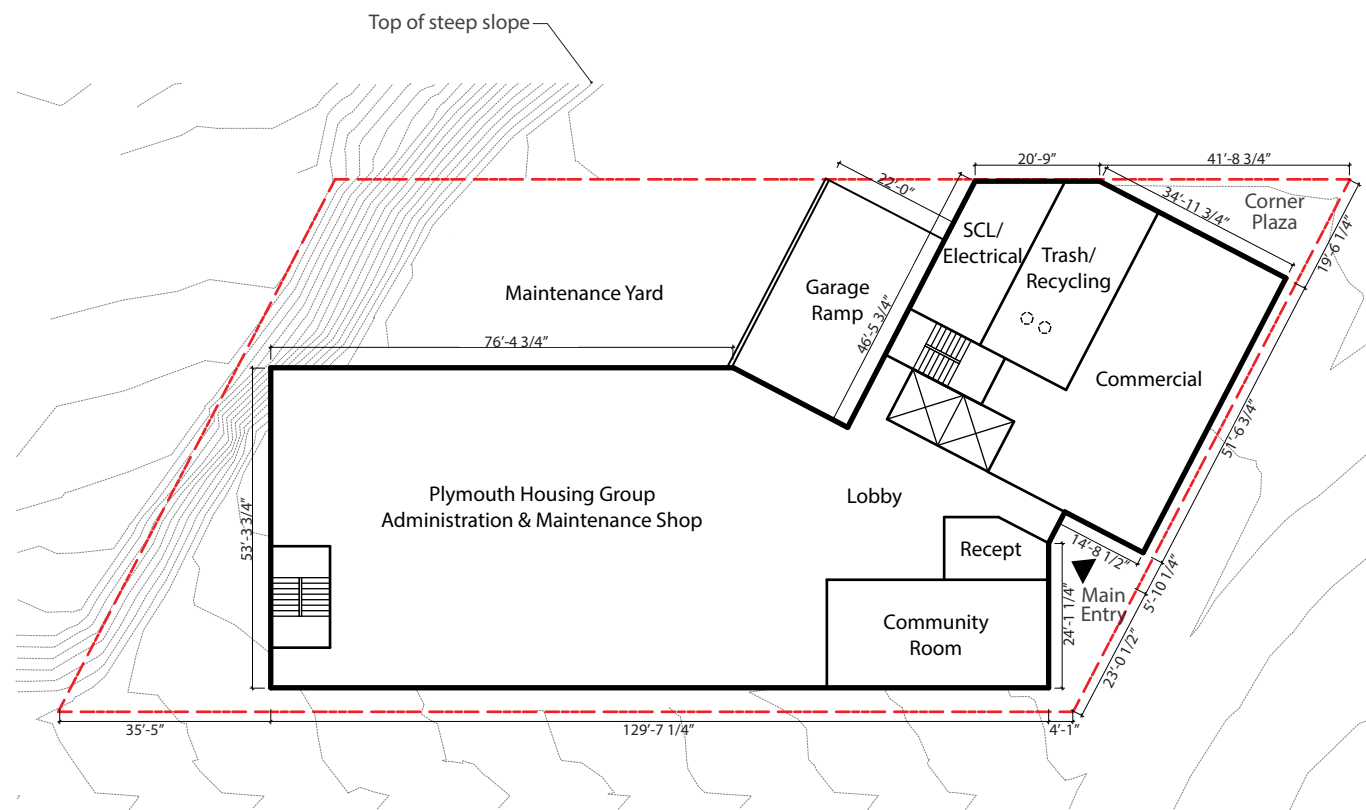 Top of steep slope
20’-9”
41’-8 3/4”
22’-0”
34’-11 3/4”
Corner
Plaza
19’-6 1/4”
SCL/
Electrical
Trash/
Recycling
Maintenance Yard
Garage
Ramp
46’-5 3/4”
76’-4 3/4”
Commercial
51’-6 3/4”
53’-3 3/4”
Plymouth Housing Group
Administration & Maintenance Shop
Lobby
Recept
14’-8 1/2”
5’-10 1/4”
Main
Entry
24’-1 1/4”
Community
Room
23’-0 1/2”
35’-5”
129’-7 1/4”
4’-1”